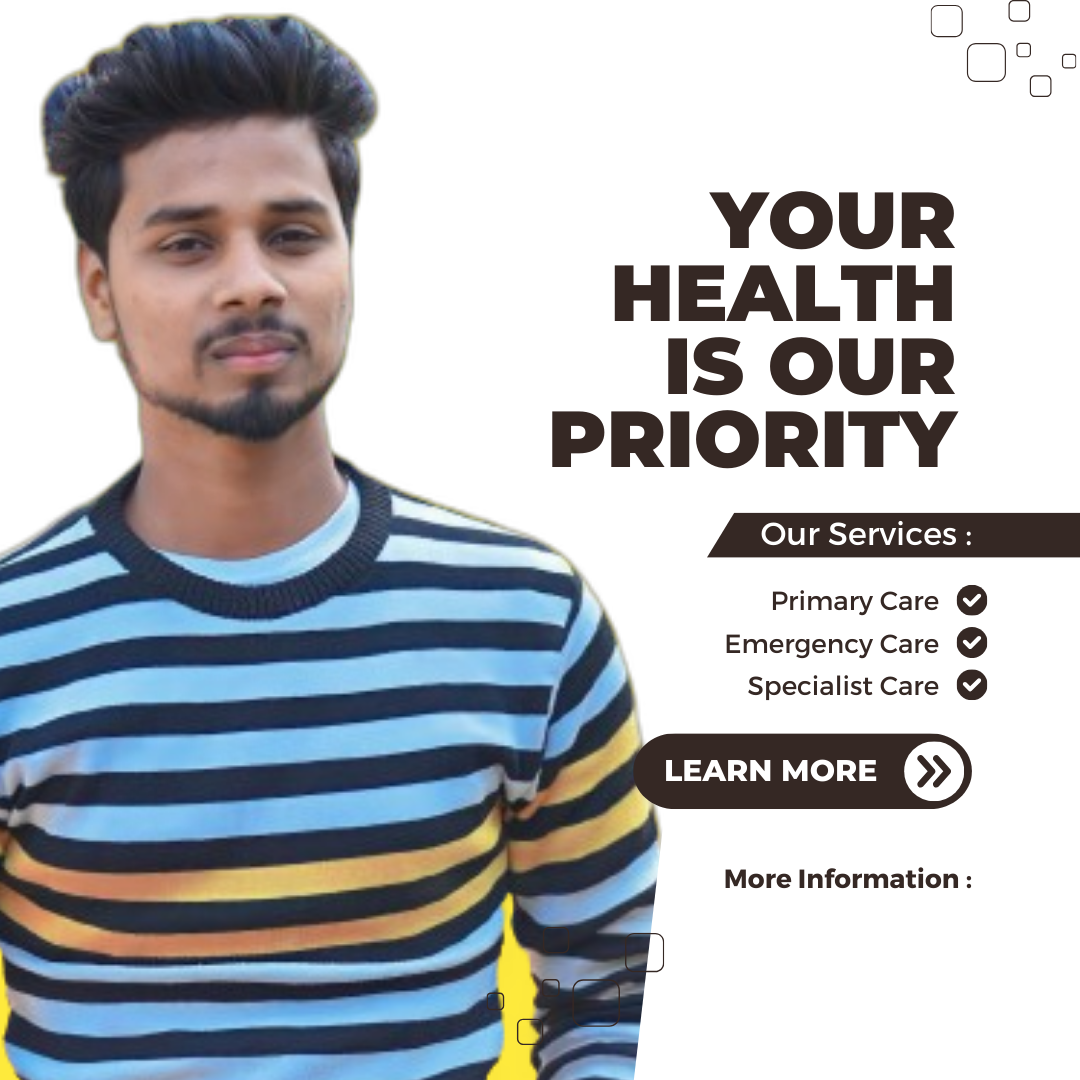 YOUR
HEALTH
IS OUR
PRIORITY
Our Services :
Primary Care
Emergency Care
Specialist Care
LEARN MORE
More Information :